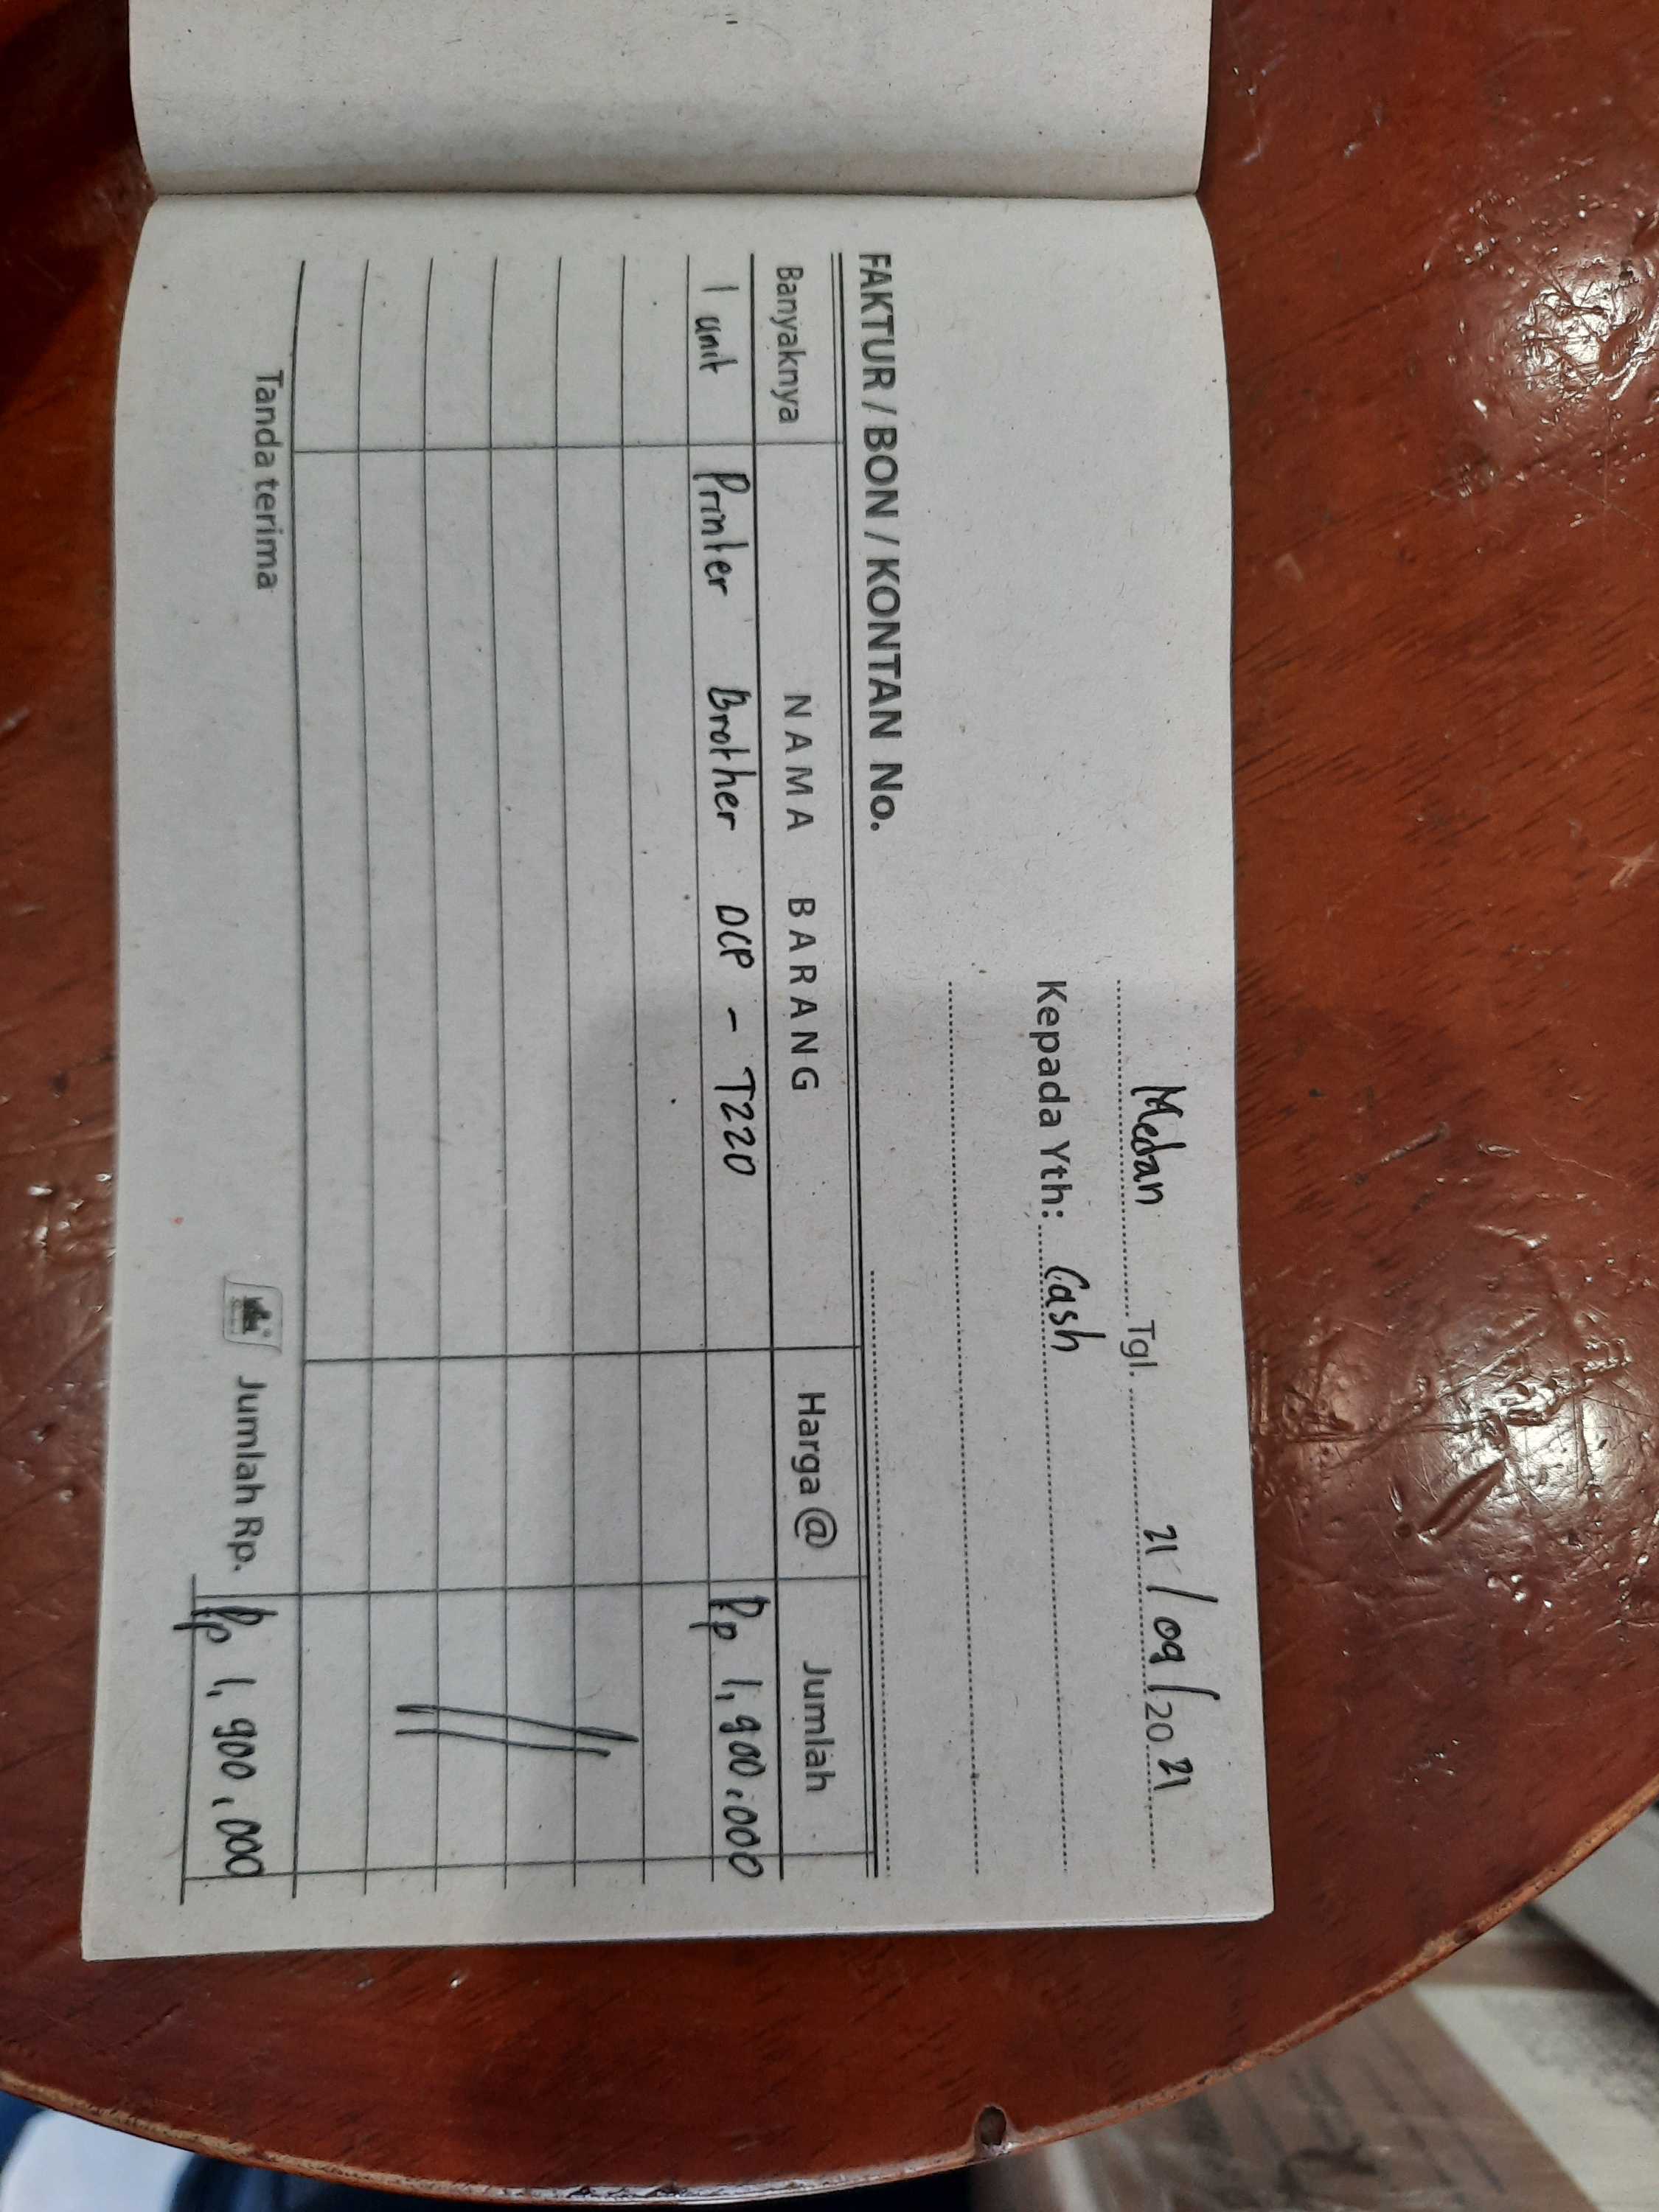 Medan Tgl. 21/09/2021
Kepada Yth: Cash
FAKTUR / BON / KONTAN No.
Banyaknya NAMA BARANG Harga @ Jumlah
1 unit Printer Brother DCP - T220 Rp 1,900.000
Tanda terima Jumlah Rp. Rp 1,900.000